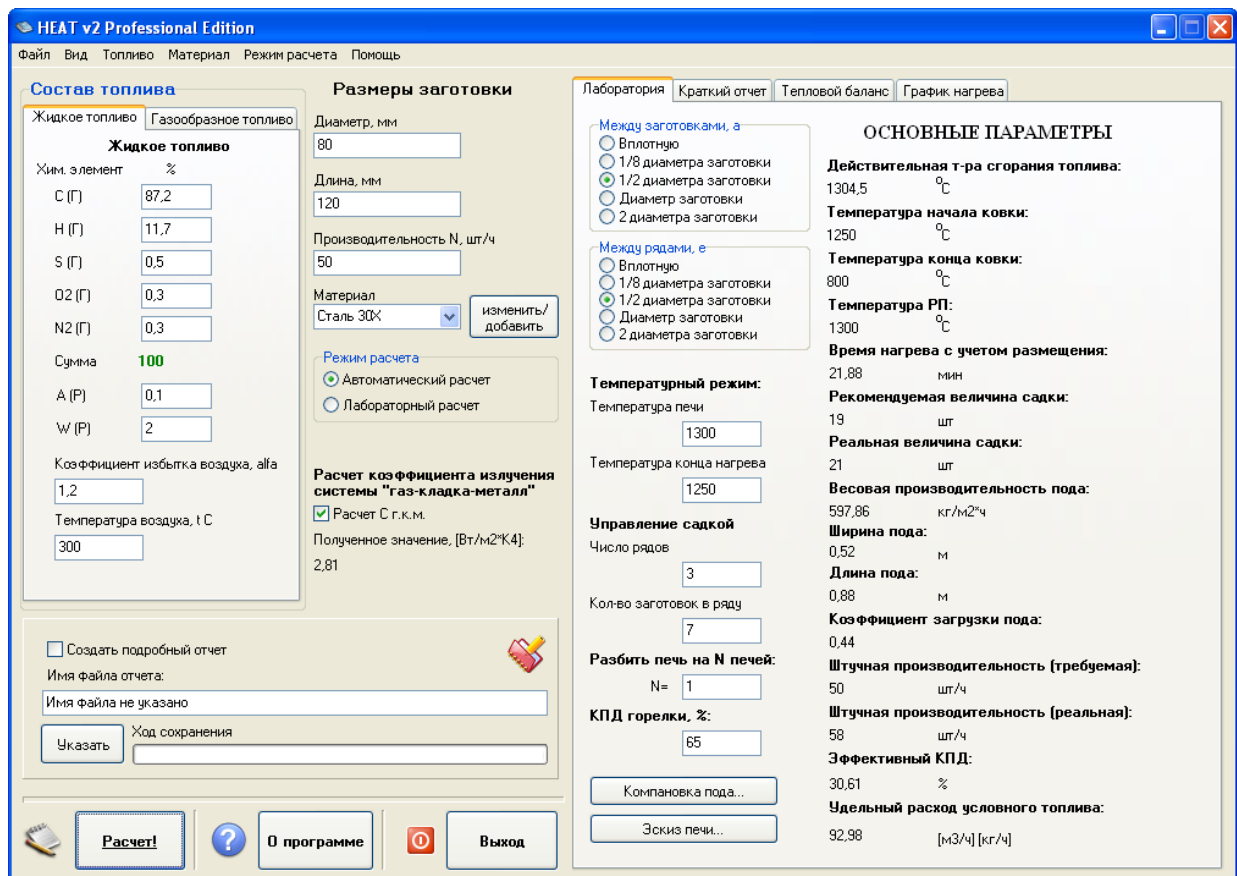 HEAT v2 Professional Edition
Файл Вид Топливо Материал Режим расчета Помощь
Состав топлива
Жидкое топливо Газообразное топливо
Жидкое топливо
Хим. элемент %
C (Г) 87,2
H (Г) 11,7
S (Г) 0,5
O2 (Г) 0,3
N2 (Г) 0,3
Сумма 100
A (Р) 0,1
W (Р) 2
Коэффициент избытка воздуха, alfa
1,2
Температура воздуха, t C
300
Размеры заготовки
Диаметр, мм
80
Длина, мм
120
Производительность N, шт/ч
50
Материал
Сталь 30Х
изменить/
добавить
Режим расчета
Автоматический расчет
Лабораторный расчет
Расчет коэффициента излучения
системы "газ-кладка-металл"
Расчет С г.к.м.
Полученное значение, [Вт/м2*К4]:
2,81
Создать подробный отчет
Имя файла отчета:
Имя файла не указано
Указать
Ход сохранения
Расчет!
О программе
Выход
Лаборатория Краткий отчет Тепловой баланс График нагрева
Между заготовками, а
Вплотную
1/8 диаметра заготовки
1/2 диаметра заготовки
Диаметр заготовки
2 диаметра заготовки
Между рядами, е
Вплотную
1/8 диаметра заготовки
1/2 диаметра заготовки
Диаметр заготовки
2 диаметра заготовки
Температурный режим:
Температура печи
1300
Температура конца нагрева
1250
Управление садкой
Число рядов
3
Кол-во заготовок в ряду
7
Разбить печь на N печей:
N= 1
КПД горелки, %:
65
Компановка пода...
Эскиз печи...
ОСНОВНЫЕ ПАРАМЕТРЫ
Действительная т-ра сгорания топлива:
1304,5 °C
Температура начала ковки:
1250 °C
Температура конца ковки:
800 °C
Температура РП:
1300 °C
Время нагрева с учетом размещения:
21,88 мин
Рекомендуемая величина садки:
19 шт
Реальная величина садки:
21 шт
Весовая производительность пода:
597,86 кг/м2*ч
Ширина пода:
0,52 м
Длина пода:
0,88 м
Коэффициент загрузки пода:
0,44
Штучная производительность (требуемая):
50 шт/ч
Штучная производительность (реальная):
58 шт/ч
Эффективный КПД:
30,61 %
Удельный расход условного топлива:
92,98 [м3/ч] [кг/ч]